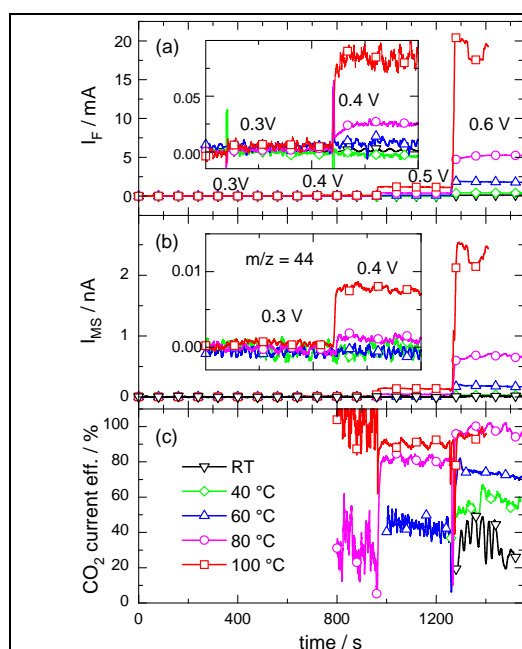 (a)
I_F / mA
20
15
10
5
0
0.05
0.00
0.3V
0.4 V
0.6 V
0.3V
0.4 V
0.5 V
(b)
I_MS / nA
2
1
0
m/z = 44
0.01
0.00
0.3 V
0.4 V
(c)
CO₂ current eff. / %
100
80
60
40
20
0
RT
40 °C
60 °C
80 °C
100 °C
0 400 800 1200
time / s